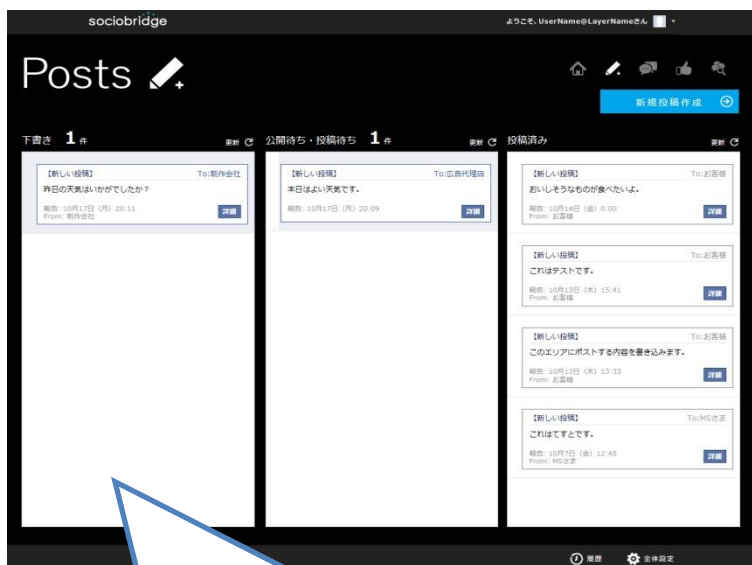 sociobridge
ようこそ、UserName@LayerNameさん
Posts
新規投稿作成
下書き 1 件 更新
公開待ち・投稿待ち 1 件 更新
投稿済み 更新
【新しい投稿】 To:制作会社
昨日の天気はいかがでしたか？
報告: 10月17日（月）20:11
From: 制作会社
詳細
【新しい投稿】 To:広告代理店
本日はよい天気です。
報告: 10月17日（月）20:09
詳細
【新しい投稿】 To:お客様
おいしそうなものが食べたいよ。
報告: 10月14日（金）0:00
From: お客様
詳細
【新しい投稿】 To:お客様
これはテストです。
報告: 10月13日（木）15:41
From: お客様
詳細
【新しい投稿】 To:お客様
このエリアにポストする内容を書き込みます。
報告: 10月13日（木）13:33
From: お客様
詳細
【新しい投稿】 To:MSさま
これはてすとです。
報告: 10月7日（金）12:45
From: MSさま
詳細
履歴 全体設定